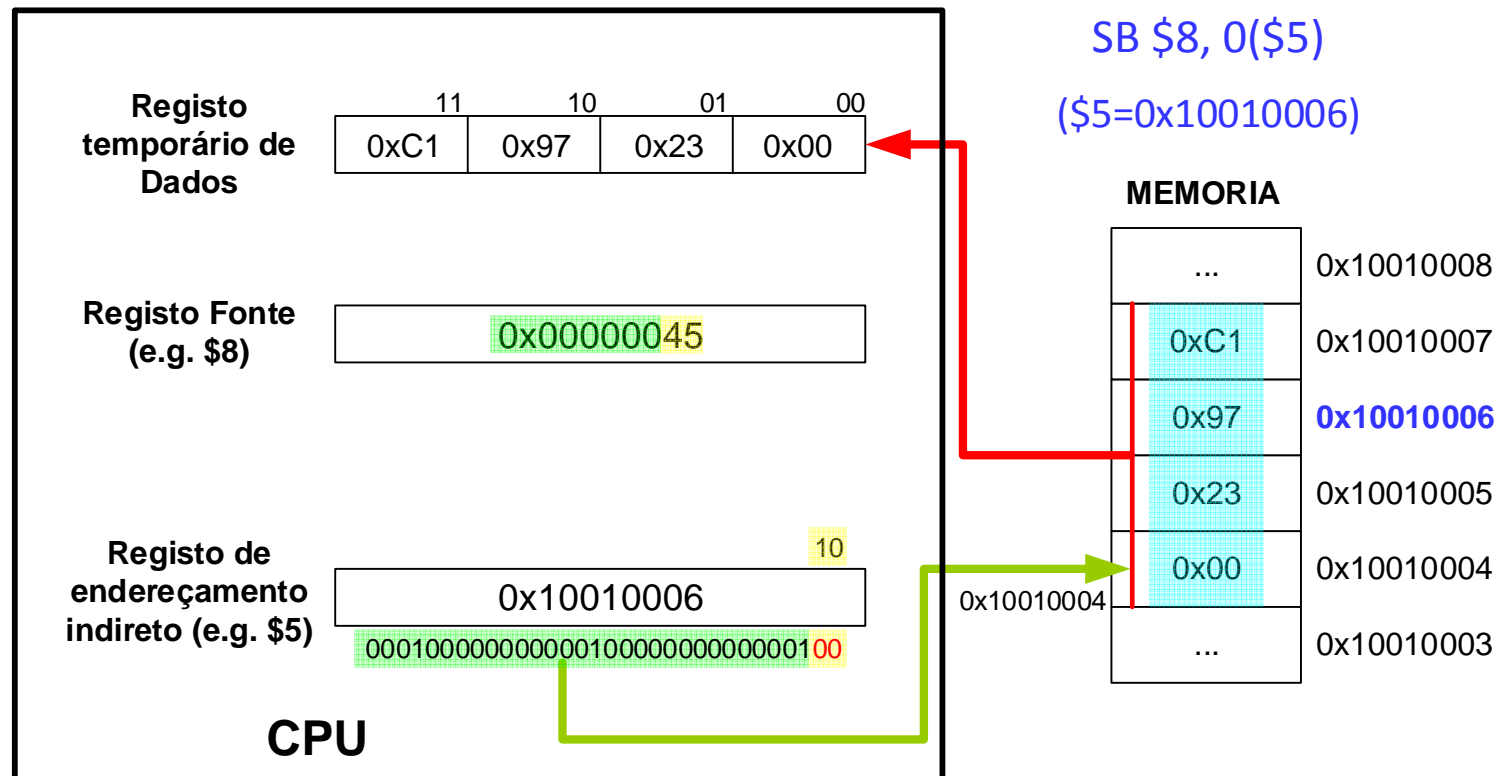 SB $8, 0($5)
($5=0x10010006)
Registo
temporário de
Dados
11 10 01 00
0xC1 0x97 0x23 0x00
Registo Fonte
(e.g. $8)
0x00000045
Registo de
endereçamento
indireto (e.g. $5)
10
0x10010006
00010000000000010000000000000100
CPU
MEMORIA
... 0x10010008
0xC1 0x10010007
0x97 0x10010006
0x23 0x10010005
0x00 0x10010004
0x10010004
... 0x10010003